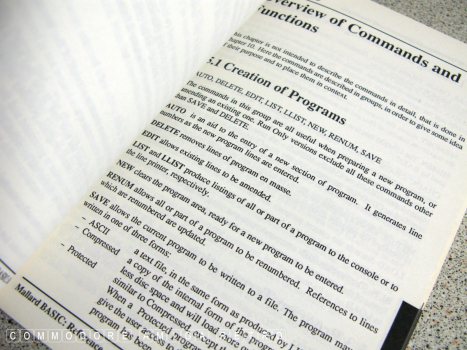 Overview of Commands and
Functions
This chapter is not intended to describe the commands in detail, that is done in
Chapter 10. Here the commands are described in groups, in order to give some idea
of their purpose and to place them in context.
5.1 Creation of Programs
AUTO, DELETE, EDIT, LIST, LLIST, NEW, RENUM, SAVE
The commands in this group are all useful when preparing a new program, or
amending an existing one. Run Only versions exclude all these commands other
than SAVE and DELETE.
AUTO is an aid to the entry of a new section of program. It generates line
numbers as the new program lines are entered.
DELETE removes lines of program en masse.
EDIT allows existing lines to be amended.
LIST and LLIST produce listings of all or part of a program to the console or to
the line printer, respectively.
NEW clears the program area, ready for a new program to be entered.
RENUM allows all or part of a program to be renumbered. References to lines
which are renumbered are updated.
SAVE allows the current program to be written to a file. The program may
written in one of three forms:
– ASCII a text file, in the same form as produced by
– Compressed a copy of the internal form of the program
less disc space and will load more
– Protected similar to Compressed except
When a Protected program
give the user access to
program has been
Mallard BASIC: